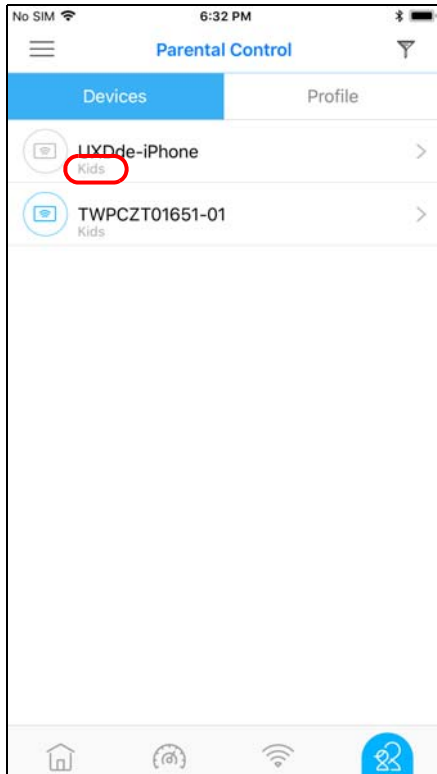 No SIM 6:32 PM
Parental Control
Devices Profile
UXDde-iPhone
Kids
TWPCZT01651-01
Kids